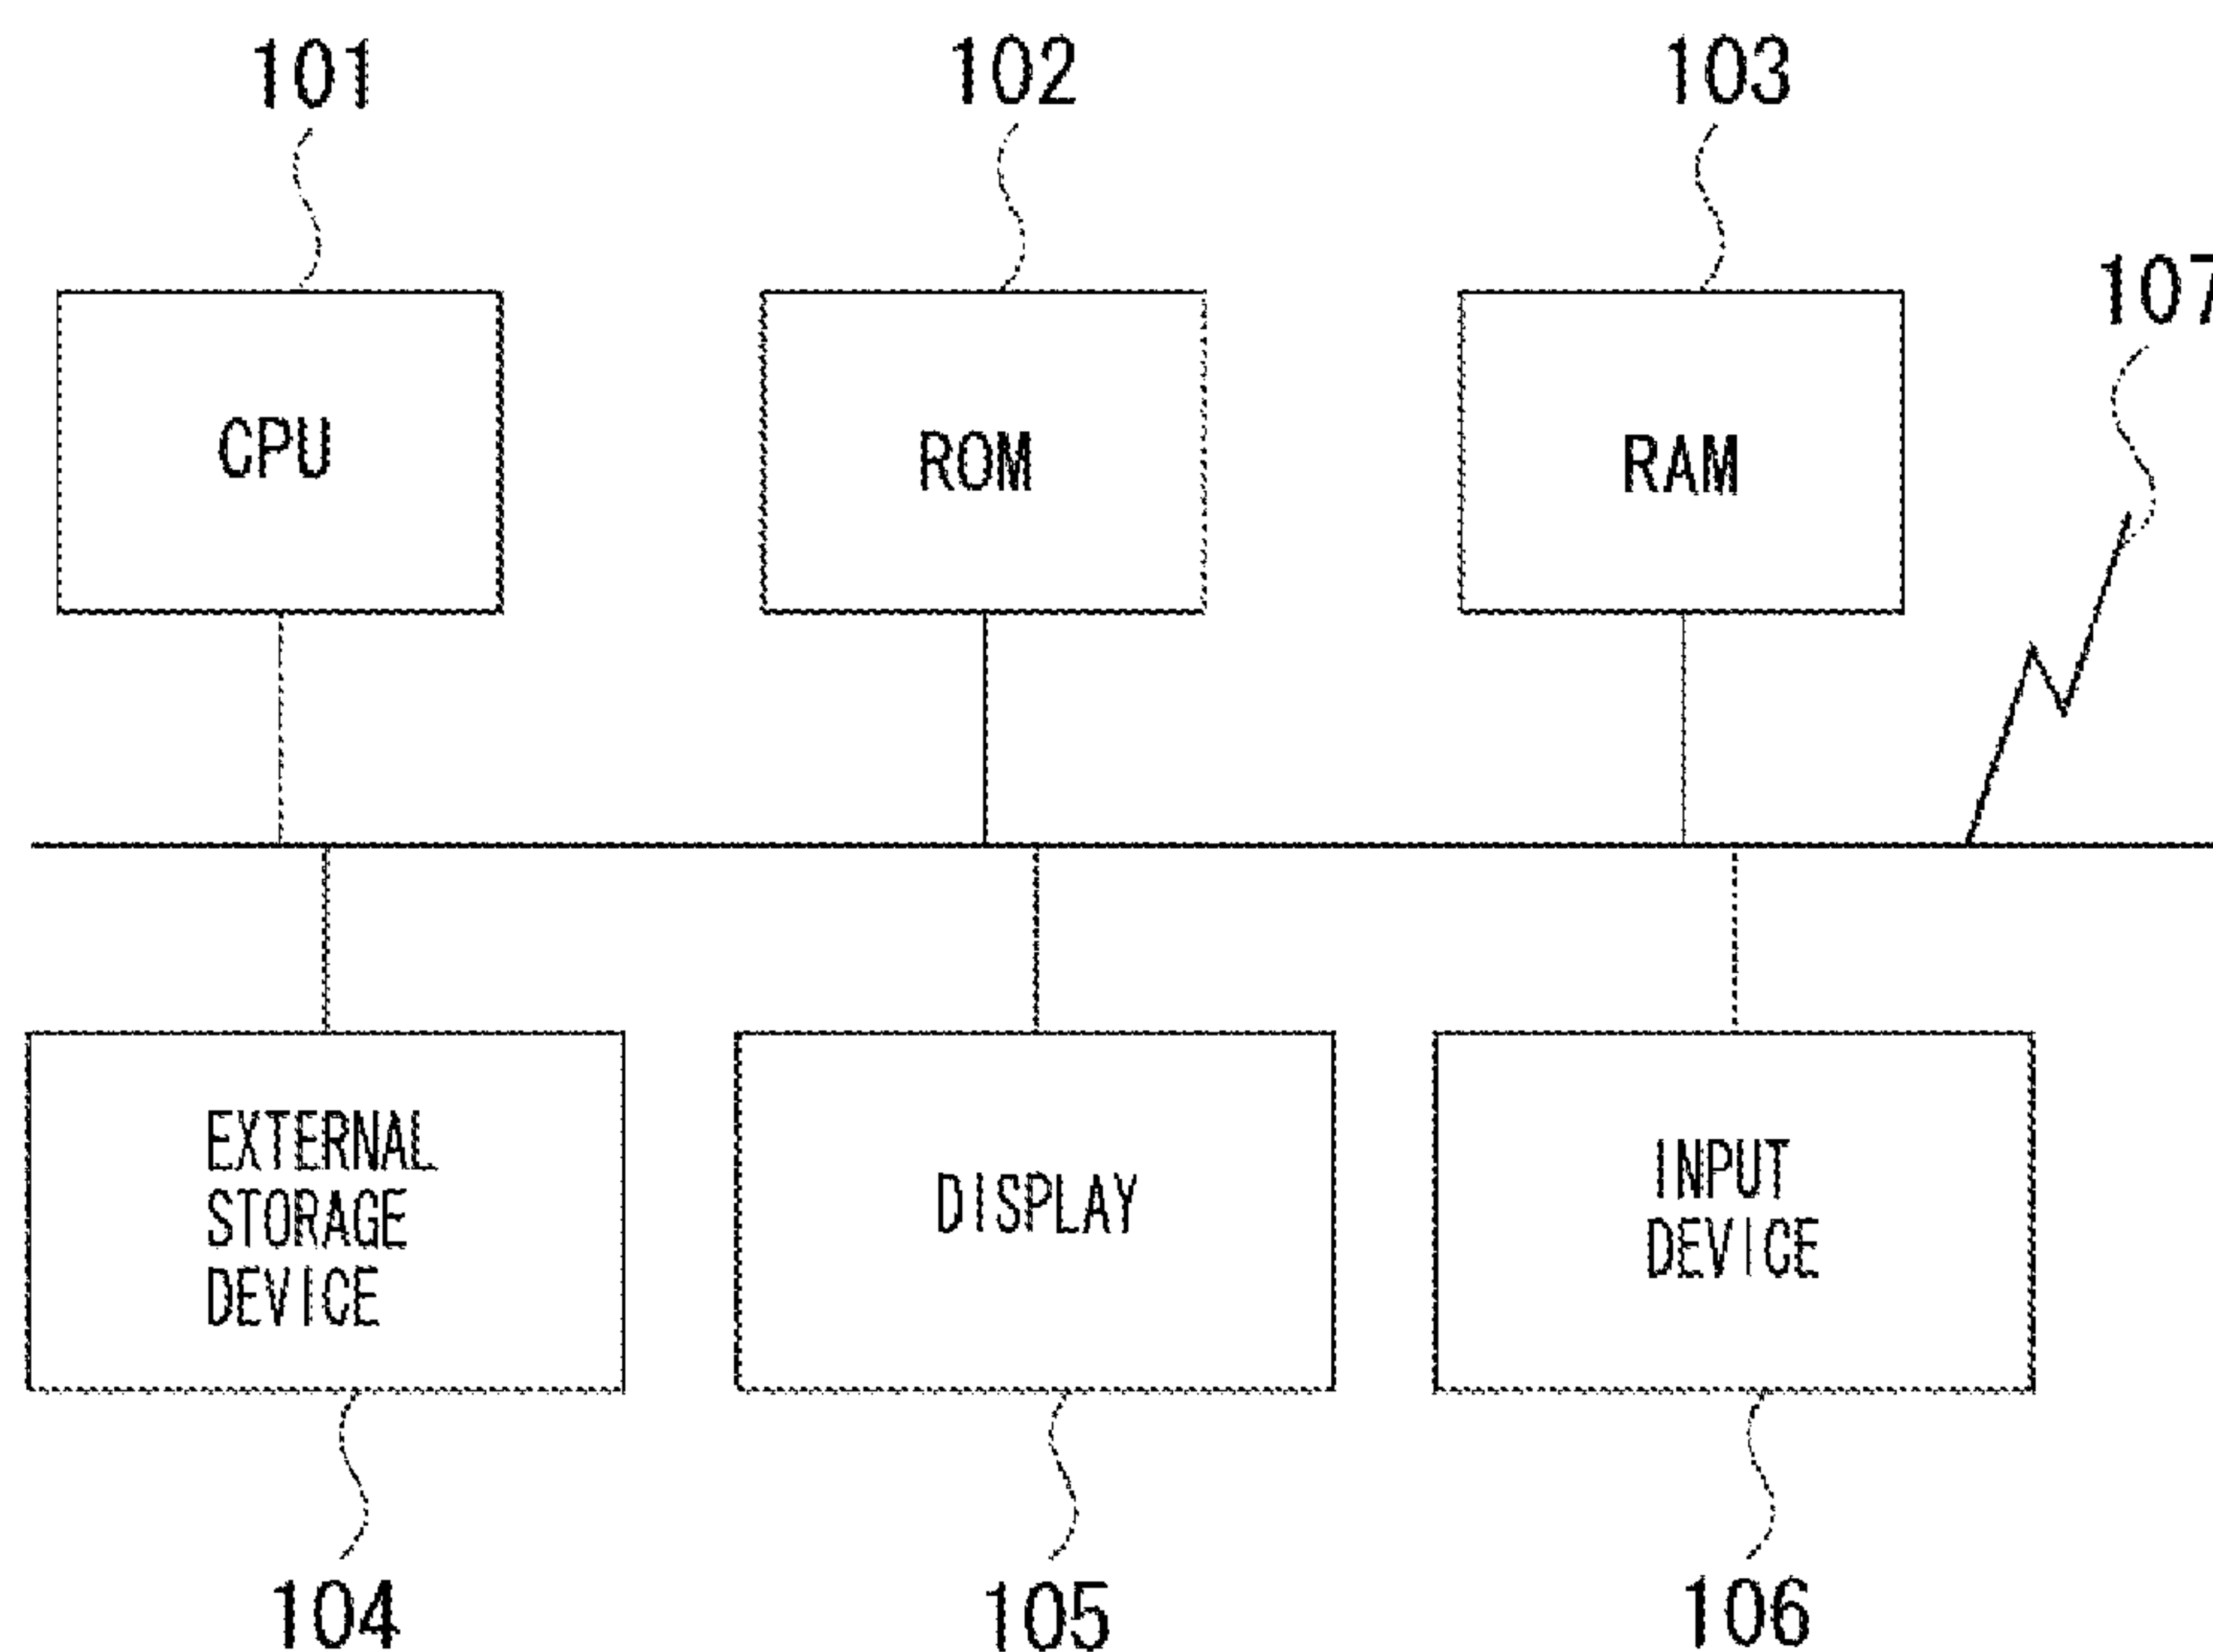 101
102
103
107
CPU
ROM
RAM
EXTERNAL
STORAGE
DEVICE
DISPLAY
INPUT
DEVICE
104
105
106